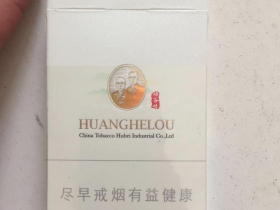 HUANGHELOU
China Tobacco Hubei Industrial Co.,Ltd
尽早戒烟有益健康